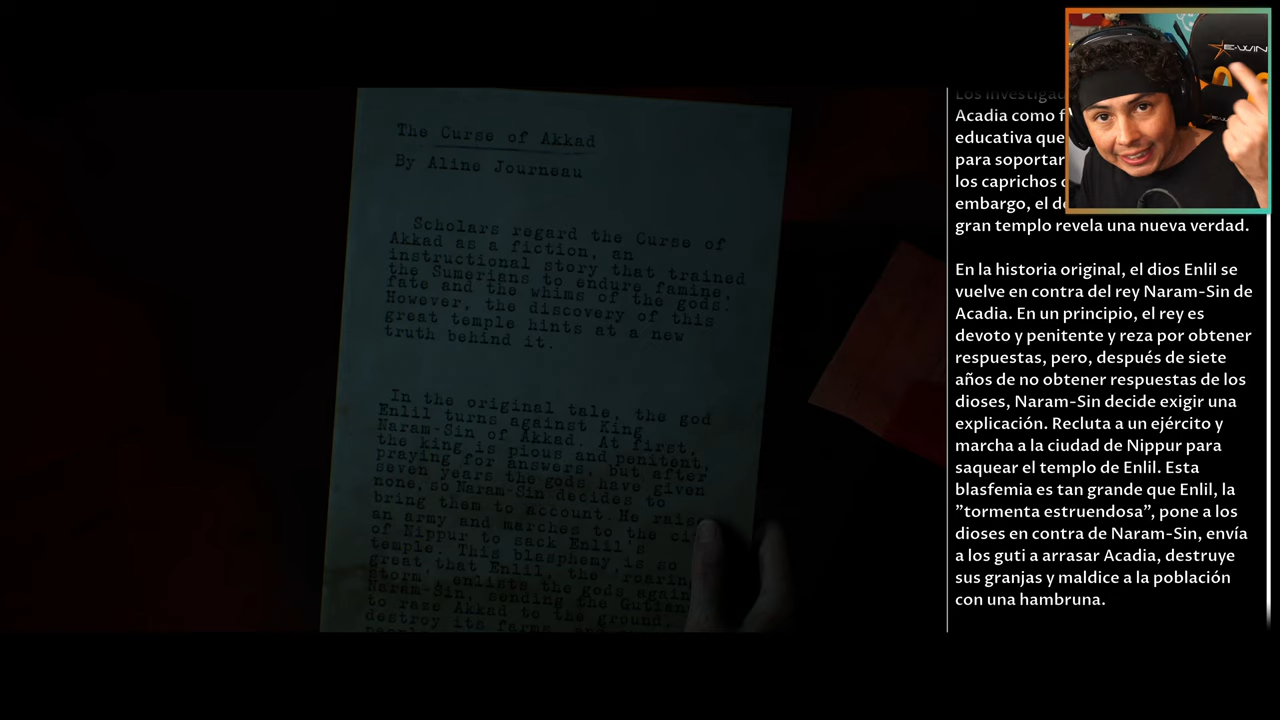 The Curse of Akkad
By Aline Journeau
Scholars regard the Curse of
Akkad as a fiction, an
instructional story that trained
the Sumerians to endure famine,
fate and the whims of the gods.
However, the discovery of this
great temple hints at a new
truth behind it.
In the original tale, the god
Enlil turns against King
Naram-Sin of Akkad. At first,
the king is pious and penitent,
praying for answers, but after
seven years the gods have given
none, so Naram-Sin decides to
bring them to account. He raise
an army and marches to the ci
of Nippur to sack Enlil's
temple. This blasphemy is so
great that Enlil, the 'roaring
storm' enlists the gods again
Naram-Sin, sending the Gutian
to raze Akkad to the ground,
destroy its farms, and
Los investiga
Acadia como f
educativa que
para soportar
los caprichos
embargo, el
gran templo revela una nueva verdad.
En la historia original, el dios Enlil se
vuelve en contra del rey Naram-Sin de
Acadia. En un principio, el rey es
devoto y penitente y reza por obtener
respuestas, pero, después de siete
años de no obtener respuestas de los
dioses, Naram-Sin decide exigir una
explicación. Recluta a un ejército y
marcha a la ciudad de Nippur para
saquear el templo de Enlil. Esta
blasfemia es tan grande que Enlil, la
"tormenta estruendosa", pone a los
dioses en contra de Naram-Sin, envía
a los guti a arrasar Acadia, destruye
sus granjas y maldice a la población
con una hambruna.
E-WIN